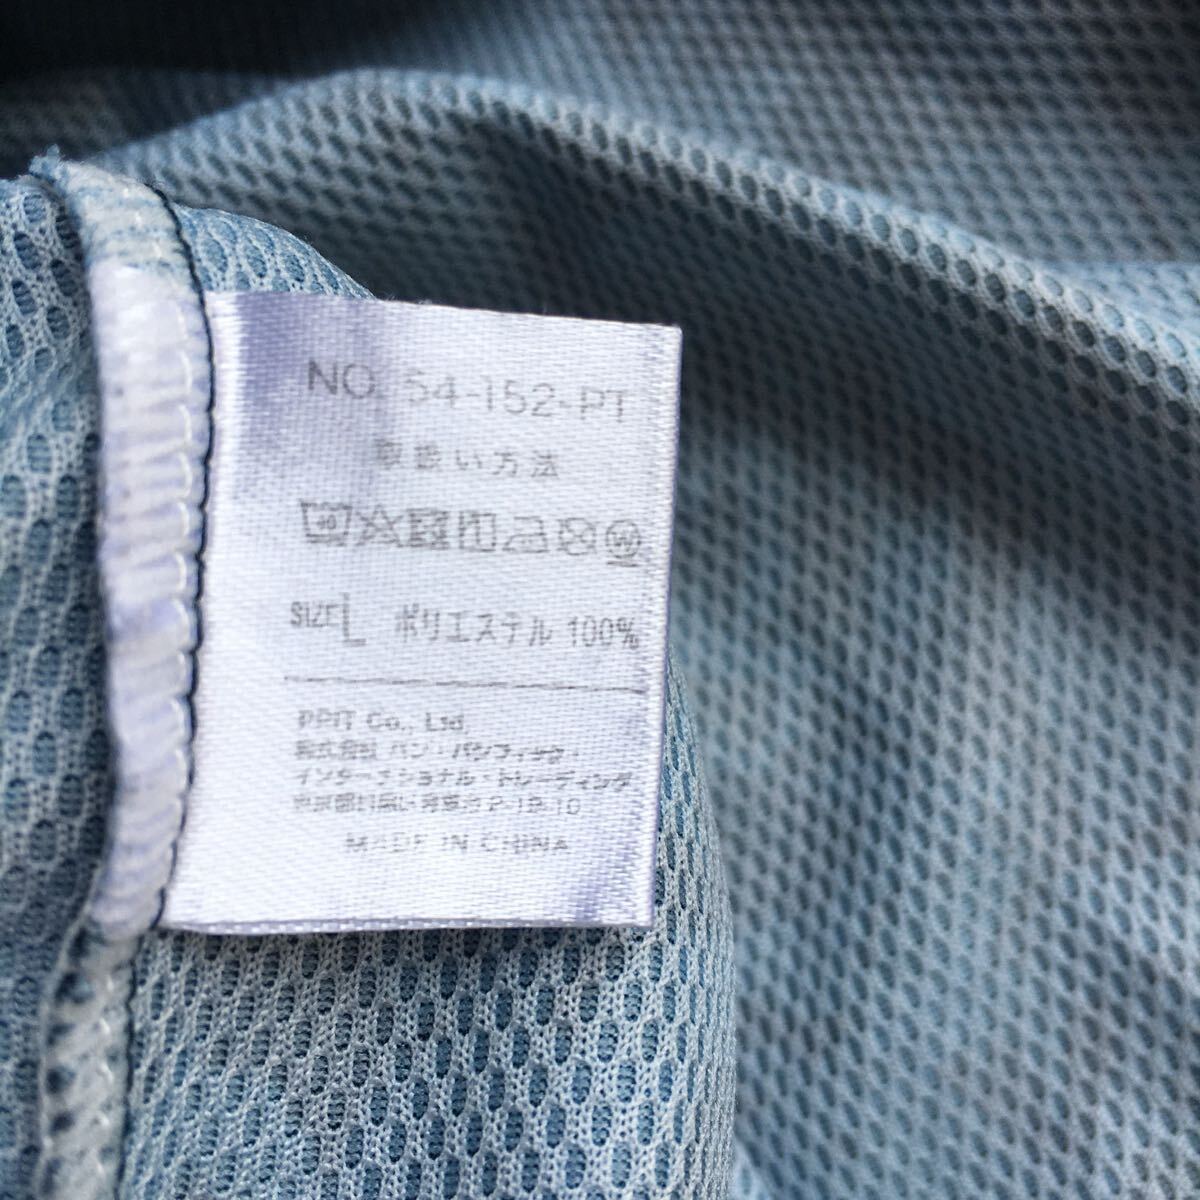 NO. 54-152-PT
取扱い方法
40 W
SIZE L ポリエステル 100%
PPIT Co., Ltd.
株式会社 パン・パシフィック・
インターナショナル・トレーディング
MADE IN CHINA